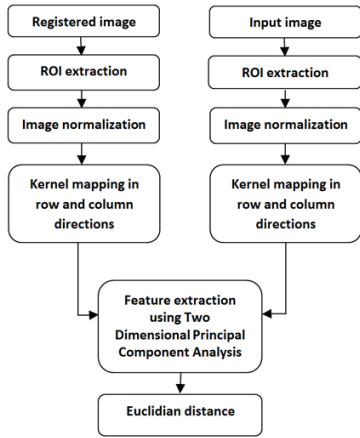 Registered image
ROI extraction
Image normalization
Kernel mapping in
row and column
directions
Input image
ROI extraction
Image normalization
Kernel mapping in
row and column
directions
Feature extraction
using Two
Dimensional Principal
Component Analysis
Euclidian distance